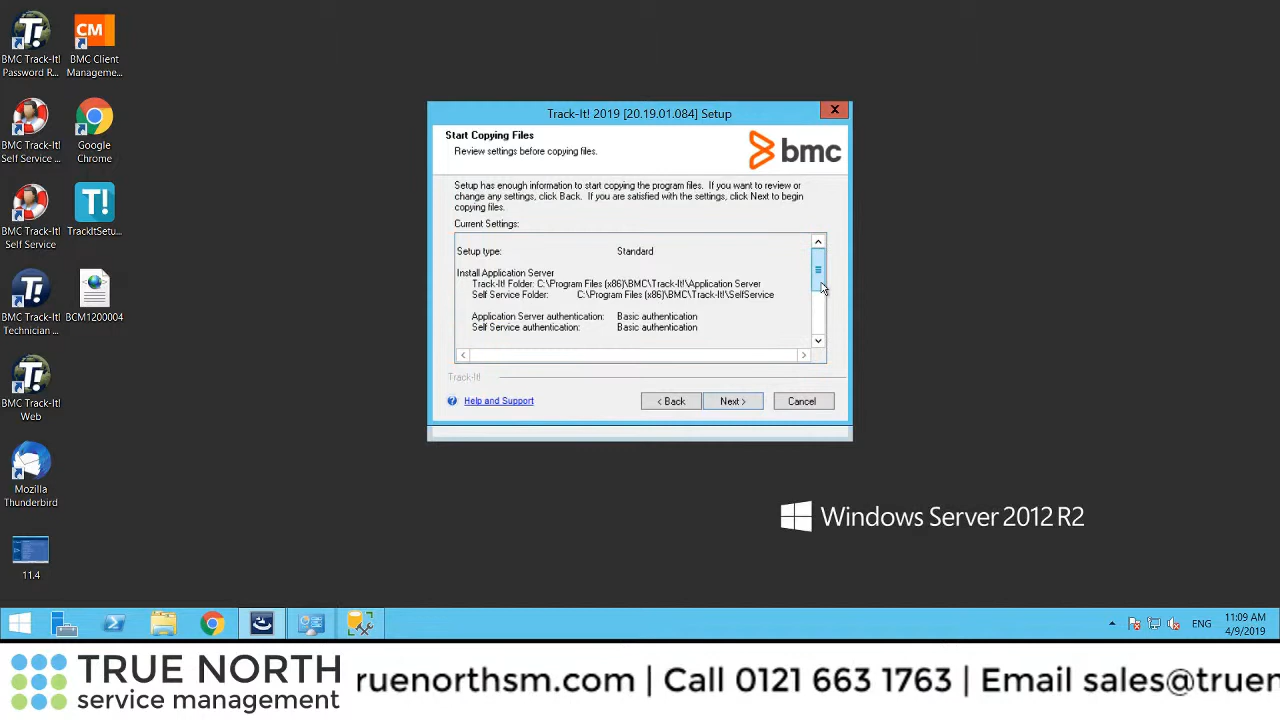 BMC Track-It!
Password R...
BMC Client
Manageme...
BMC Track-It!
Self Service ...
Google
Chrome
BMC Track-It!
Self Service
TrackItSetu...
BMC Track-It!
Technician ...
BCM1200004
BMC Track-It!
Web
Mozilla
Thunderbird
11.4
CM
T!
Track-It! 2019 [20.19.01.084] Setup
Start Copying Files
Review settings before copying files.
bmc
Setup has enough information to start copying the program files. If you want to review or
change any settings, click Back. If you are satisfied with the settings, click Next to begin
copying files.
Current Settings:
Setup type: Standard
Install Application Server
Track-It! Folder: C:\Program Files (x86)\BMC\Track-It!\Application Server
Self Service Folder: C:\Program Files (x86)\BMC\Track-It!\SelfService
Application Server authentication: Basic authentication
Self Service authentication: Basic authentication
Track-It!
Help and Support
< Back
Next >
Cancel
Windows Server 2012 R2
ENG
11:09 AM
4/9/2019
TRUE NORTH
service management
ruenorthsm.com | Call 0121 663 1763 | Email sales@truen